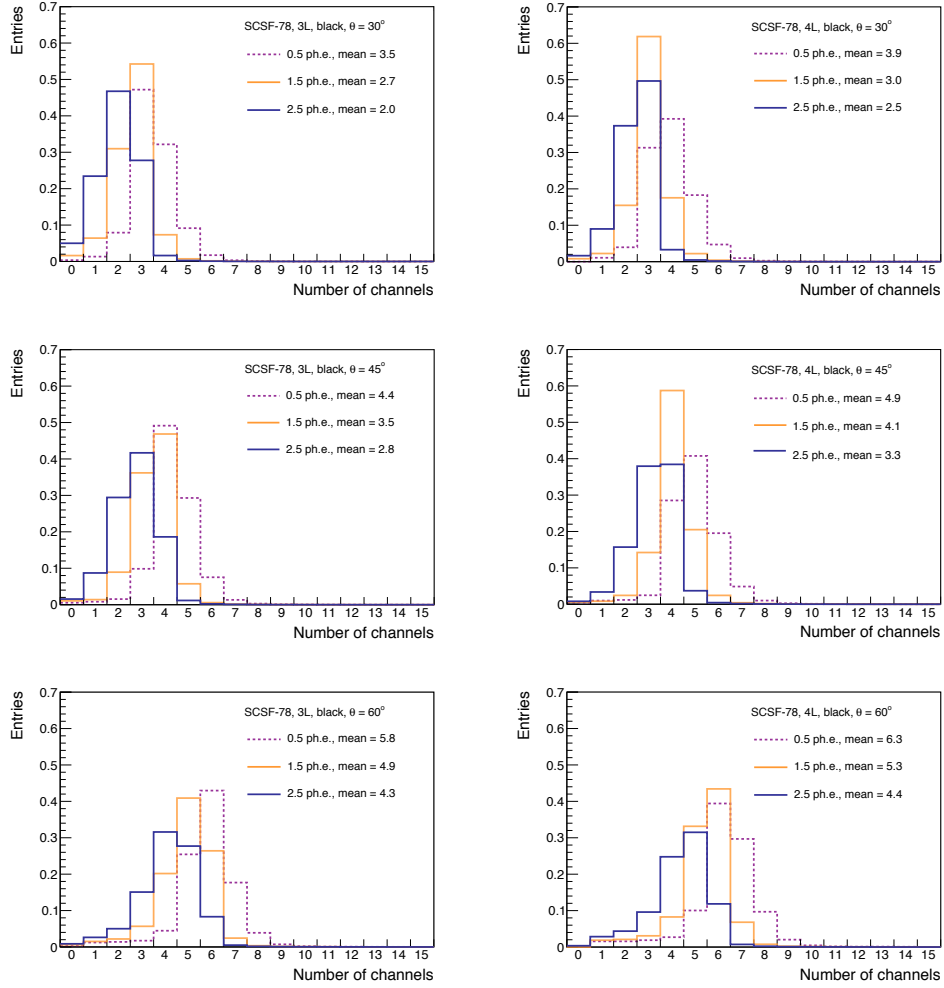 Entries
0.7
0.6
0.5
0.4
0.3
0.2
0.1
0
SCSF-78, 3L, black, θ = 30°
0.5 ph.e., mean = 3.5
1.5 ph.e., mean = 2.7
2.5 ph.e., mean = 2.0
0 1 2 3 4 5 6 7 8 9 10 11 12 13 14 15
Number of channels
Entries
0.7
0.6
0.5
0.4
0.3
0.2
0.1
0
SCSF-78, 4L, black, θ = 30°
0.5 ph.e., mean = 3.9
1.5 ph.e., mean = 3.0
2.5 ph.e., mean = 2.5
0 1 2 3 4 5 6 7 8 9 10 11 12 13 14 15
Number of channels
Entries
0.7
0.6
0.5
0.4
0.3
0.2
0.1
0
SCSF-78, 3L, black, θ = 45°
0.5 ph.e., mean = 4.4
1.5 ph.e., mean = 3.5
2.5 ph.e., mean = 2.8
0 1 2 3 4 5 6 7 8 9 10 11 12 13 14 15
Number of channels
Entries
0.7
0.6
0.5
0.4
0.3
0.2
0.1
0
SCSF-78, 4L, black, θ = 45°
0.5 ph.e., mean = 4.9
1.5 ph.e., mean = 4.1
2.5 ph.e., mean = 3.3
0 1 2 3 4 5 6 7 8 9 10 11 12 13 14 15
Number of channels
Entries
0.7
0.6
0.5
0.4
0.3
0.2
0.1
0
SCSF-78, 3L, black, θ = 60°
0.5 ph.e., mean = 5.8
1.5 ph.e., mean = 4.9
2.5 ph.e., mean = 4.3
0 1 2 3 4 5 6 7 8 9 10 11 12 13 14 15
Number of channels
Entries
0.7
0.6
0.5
0.4
0.3
0.2
0.1
0
SCSF-78, 4L, black, θ = 60°
0.5 ph.e., mean = 6.3
1.5 ph.e., mean = 5.3
2.5 ph.e., mean = 4.4
0 1 2 3 4 5 6 7 8 9 10 11 12 13 14 15
Number of channels